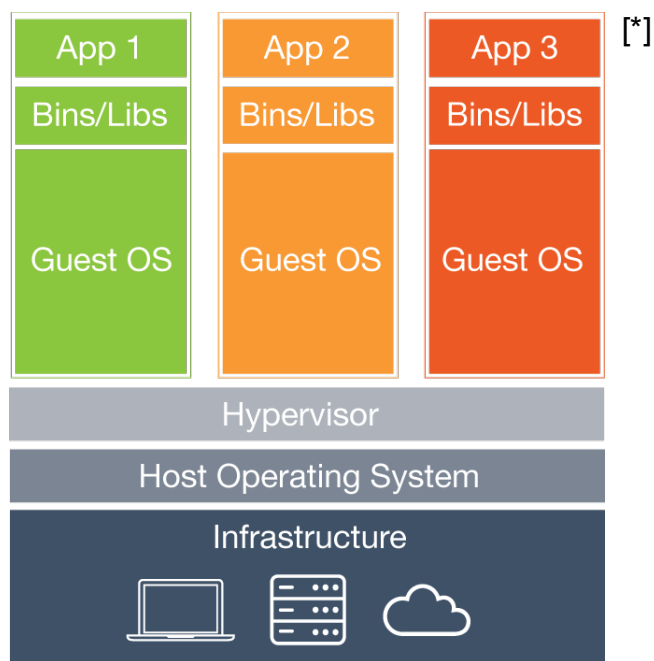 App 1 App 2 App 3 [*]
Bins/Libs Bins/Libs Bins/Libs
Guest OS Guest OS Guest OS
Hypervisor
Host Operating System
Infrastructure